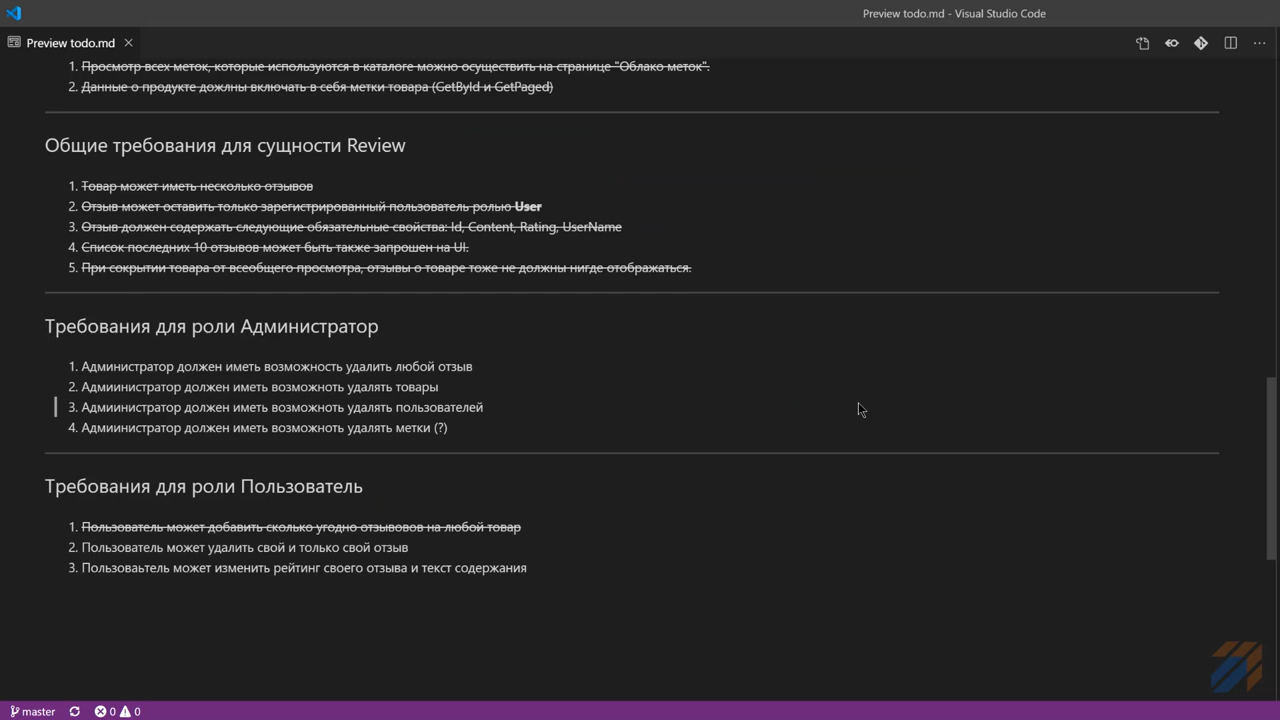 Preview todo.md - Visual Studio Code
Preview todo.md
1. Просмотр всех меток, которые используются в каталоге можно осуществить на странице "Облако меток".
2. Данные о продукте дожлны включать в себя метки товара (GetById и GetPaged)
Общие требования для сущности Review
1. Товар может иметь несколько отзывов
2. Отзыв может оставить только зарегистрированный пользователь ролью User
3. Отзыв должен содержать следующие обязательные свойства: Id, Content, Rating, UserName
4. Список последних 10 отзывов может быть также запрошен на UI.
5. При сокрытии товара от всеобщего просмотра, отзывы о товаре тоже не должны нигде отображаться.
Требования для роли Администратор
1. Администратор должен иметь возможность удалить любой отзыв
2. Адмиинистратор должен иметь возможноть удалять товары
3. Адмиинистратор должен иметь возможноть удалять пользователей
4. Адмиинистратор должен иметь возможноть удалять метки (?)
Требования для роли Пользователь
1. Пользователь может добавить сколько угодно отзывовов на любой товар
2. Пользователь может удалить свой и только свой отзыв
3. Пользоваьтель может изменить рейтинг своего отзыва и текст содержания
master 0 0